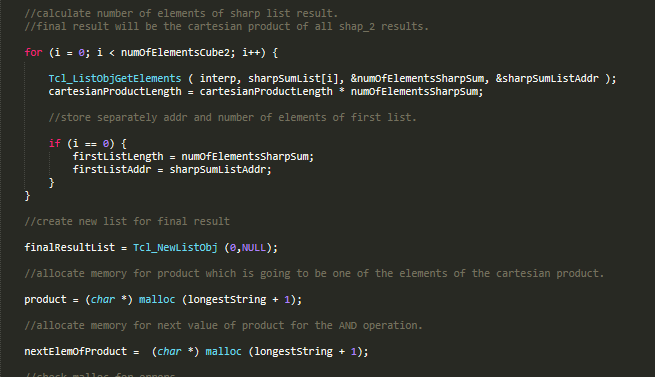 //calculate number of elements of sharp list result.
//final result will be the cartesian product of all shap_2 results.
for (i = 0; i < numOfElementsCube2; i++) {
Tcl_ListObjGetElements ( interp, sharpSumList[i], &numOfElementsSharpSum, &sharpSumListAddr );
cartesianProductLength = cartesianProductLength * numOfElementsSharpSum;
//store separately addr and number of elements of first list.
if (i == 0) {
firstListLength = numOfElementsSharpSum;
firstListAddr = sharpSumListAddr;
}
}
//create new list for final result
finalResultList = Tcl_NewListObj (0,NULL);
//allocate memory for product which is going to be one of the elements of the cartesian product.
product = (char *) malloc (longestString + 1);
//allocate memory for next value of product for the AND operation.
nextElemOfProduct =  (char *) malloc (longestString + 1);
//check malloc for errors